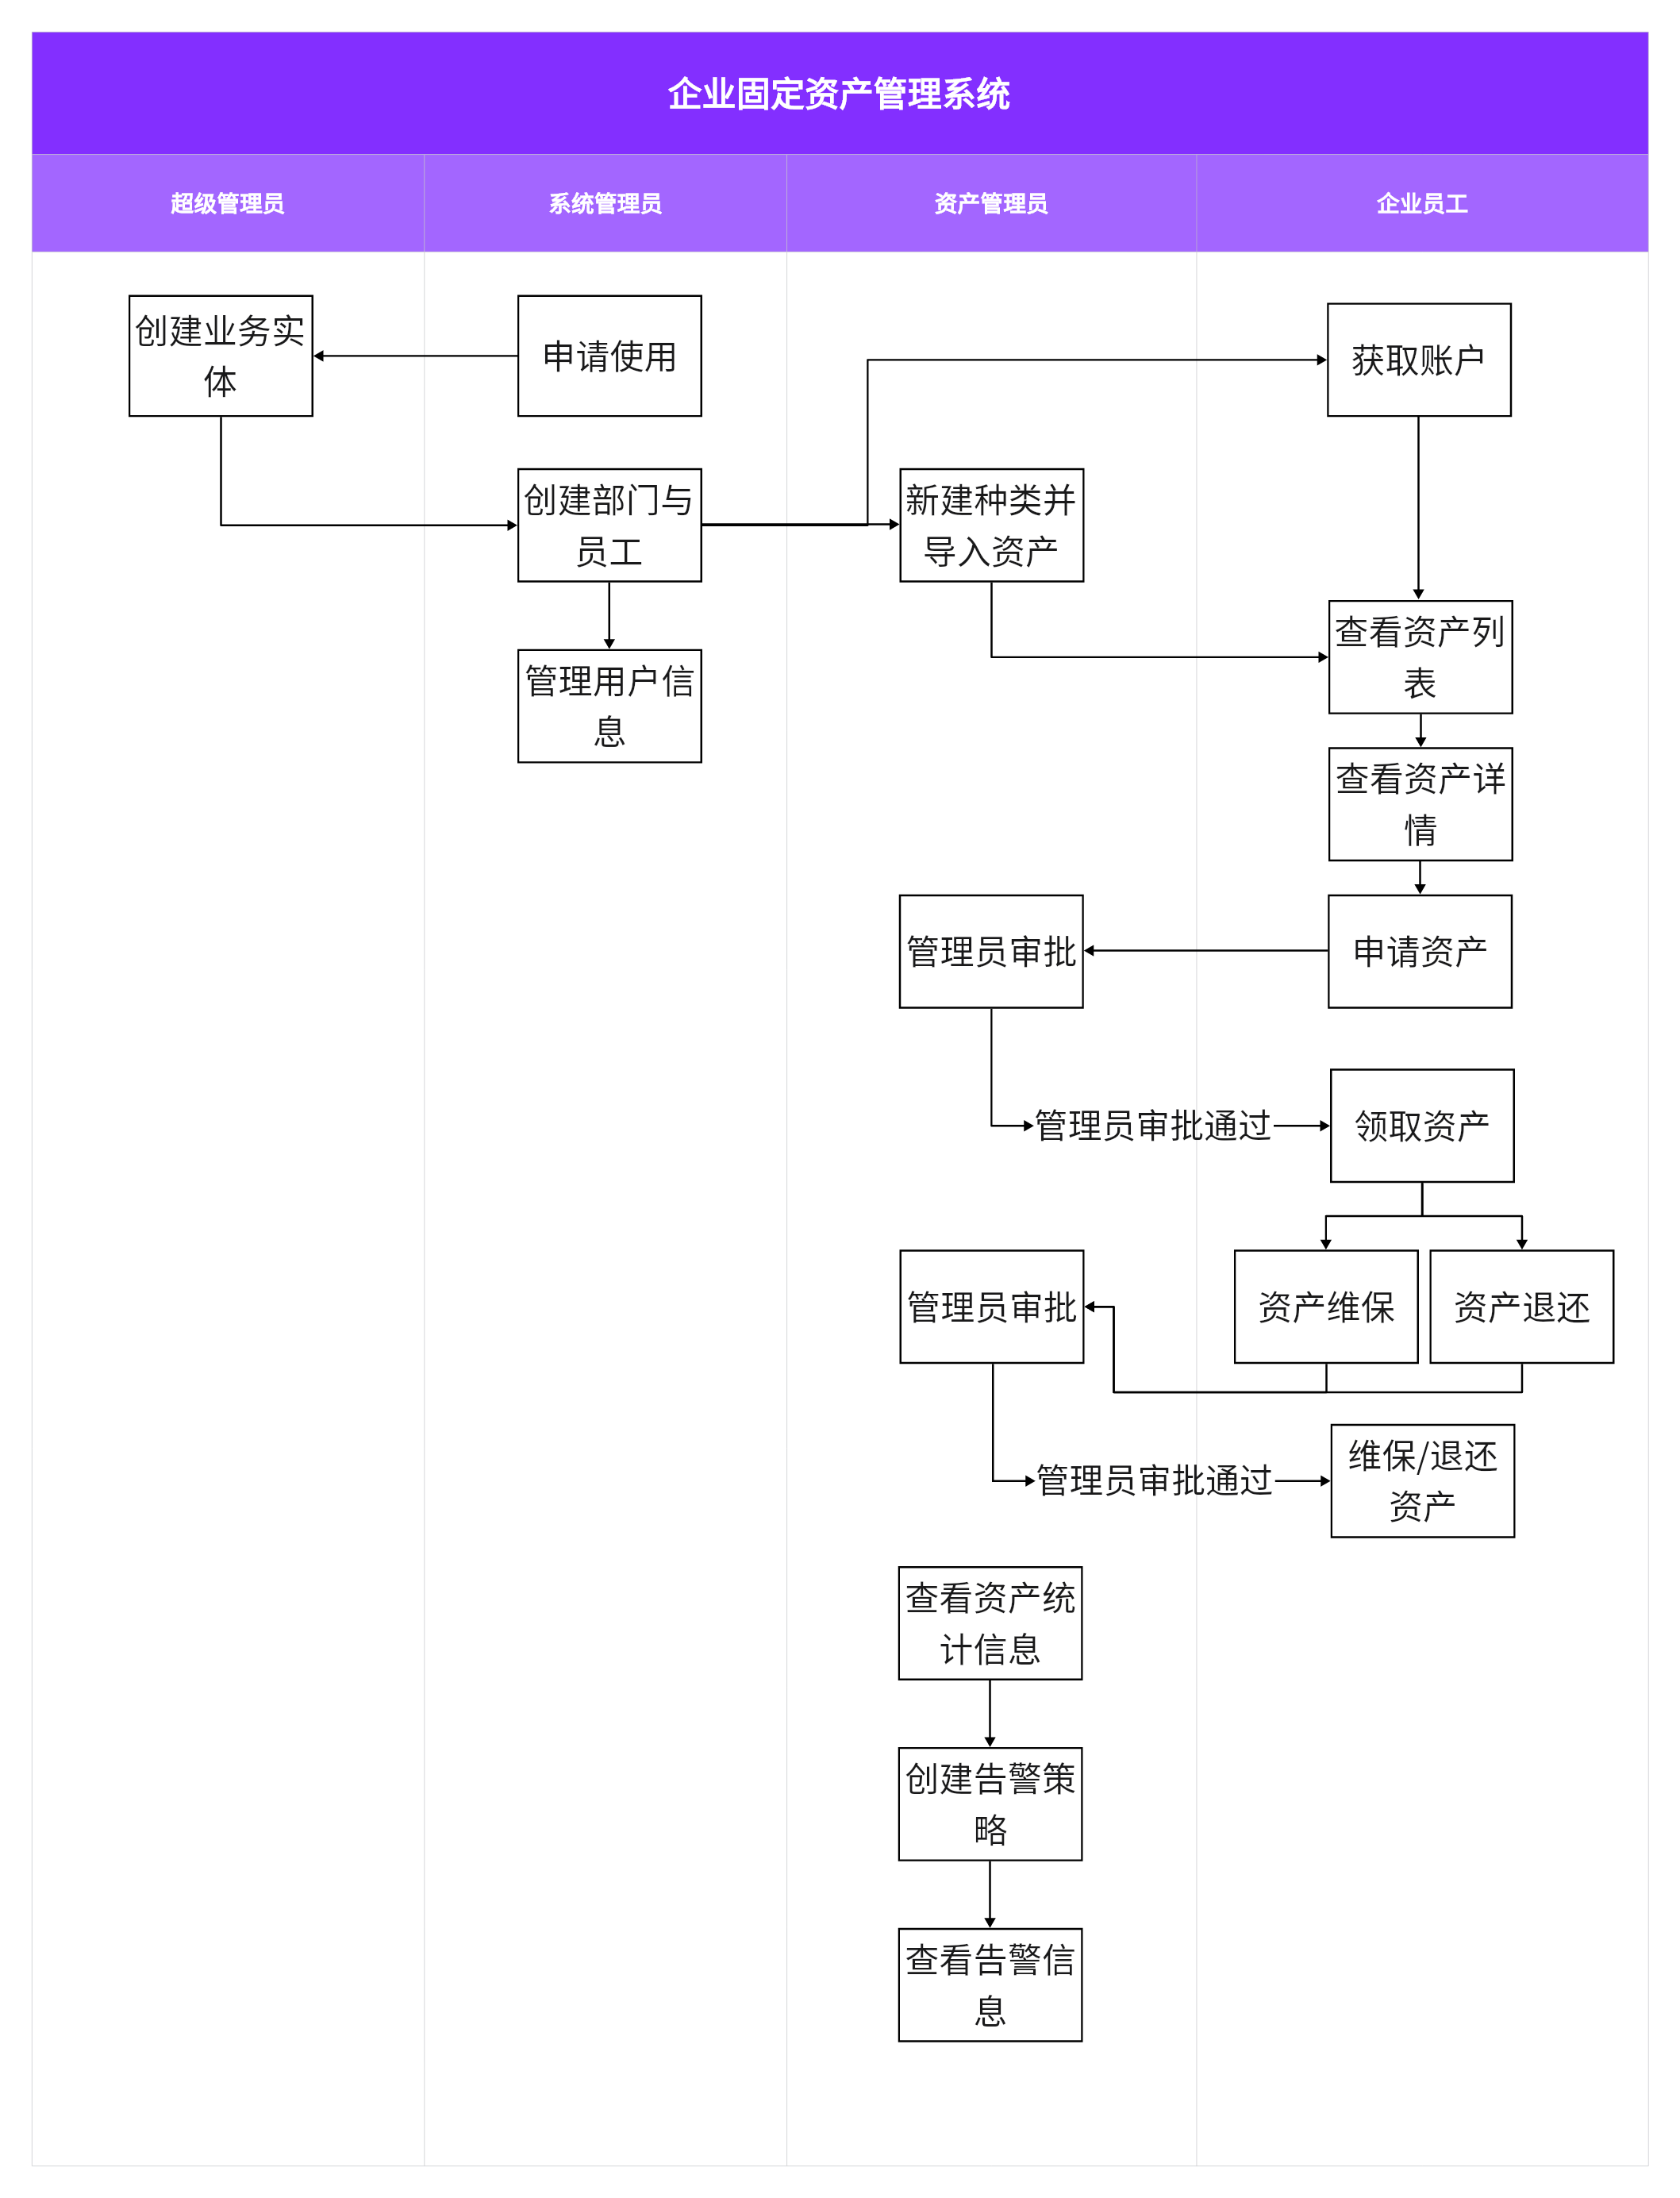 企业固定资产管理系统
超级管理员
系统管理员
资产管理员
企业员工
创建业务实
体
申请使用
获取账户
创建部门与
员工
新建种类并
导入资产
管理用户信
息
查看资产列
表
查看资产详
情
管理员审批
申请资产
管理员审批通过
领取资产
管理员审批
资产维保
资产退还
管理员审批通过
维保/退还
资产
查看资产统
计信息
创建告警策
略
查看告警信
息